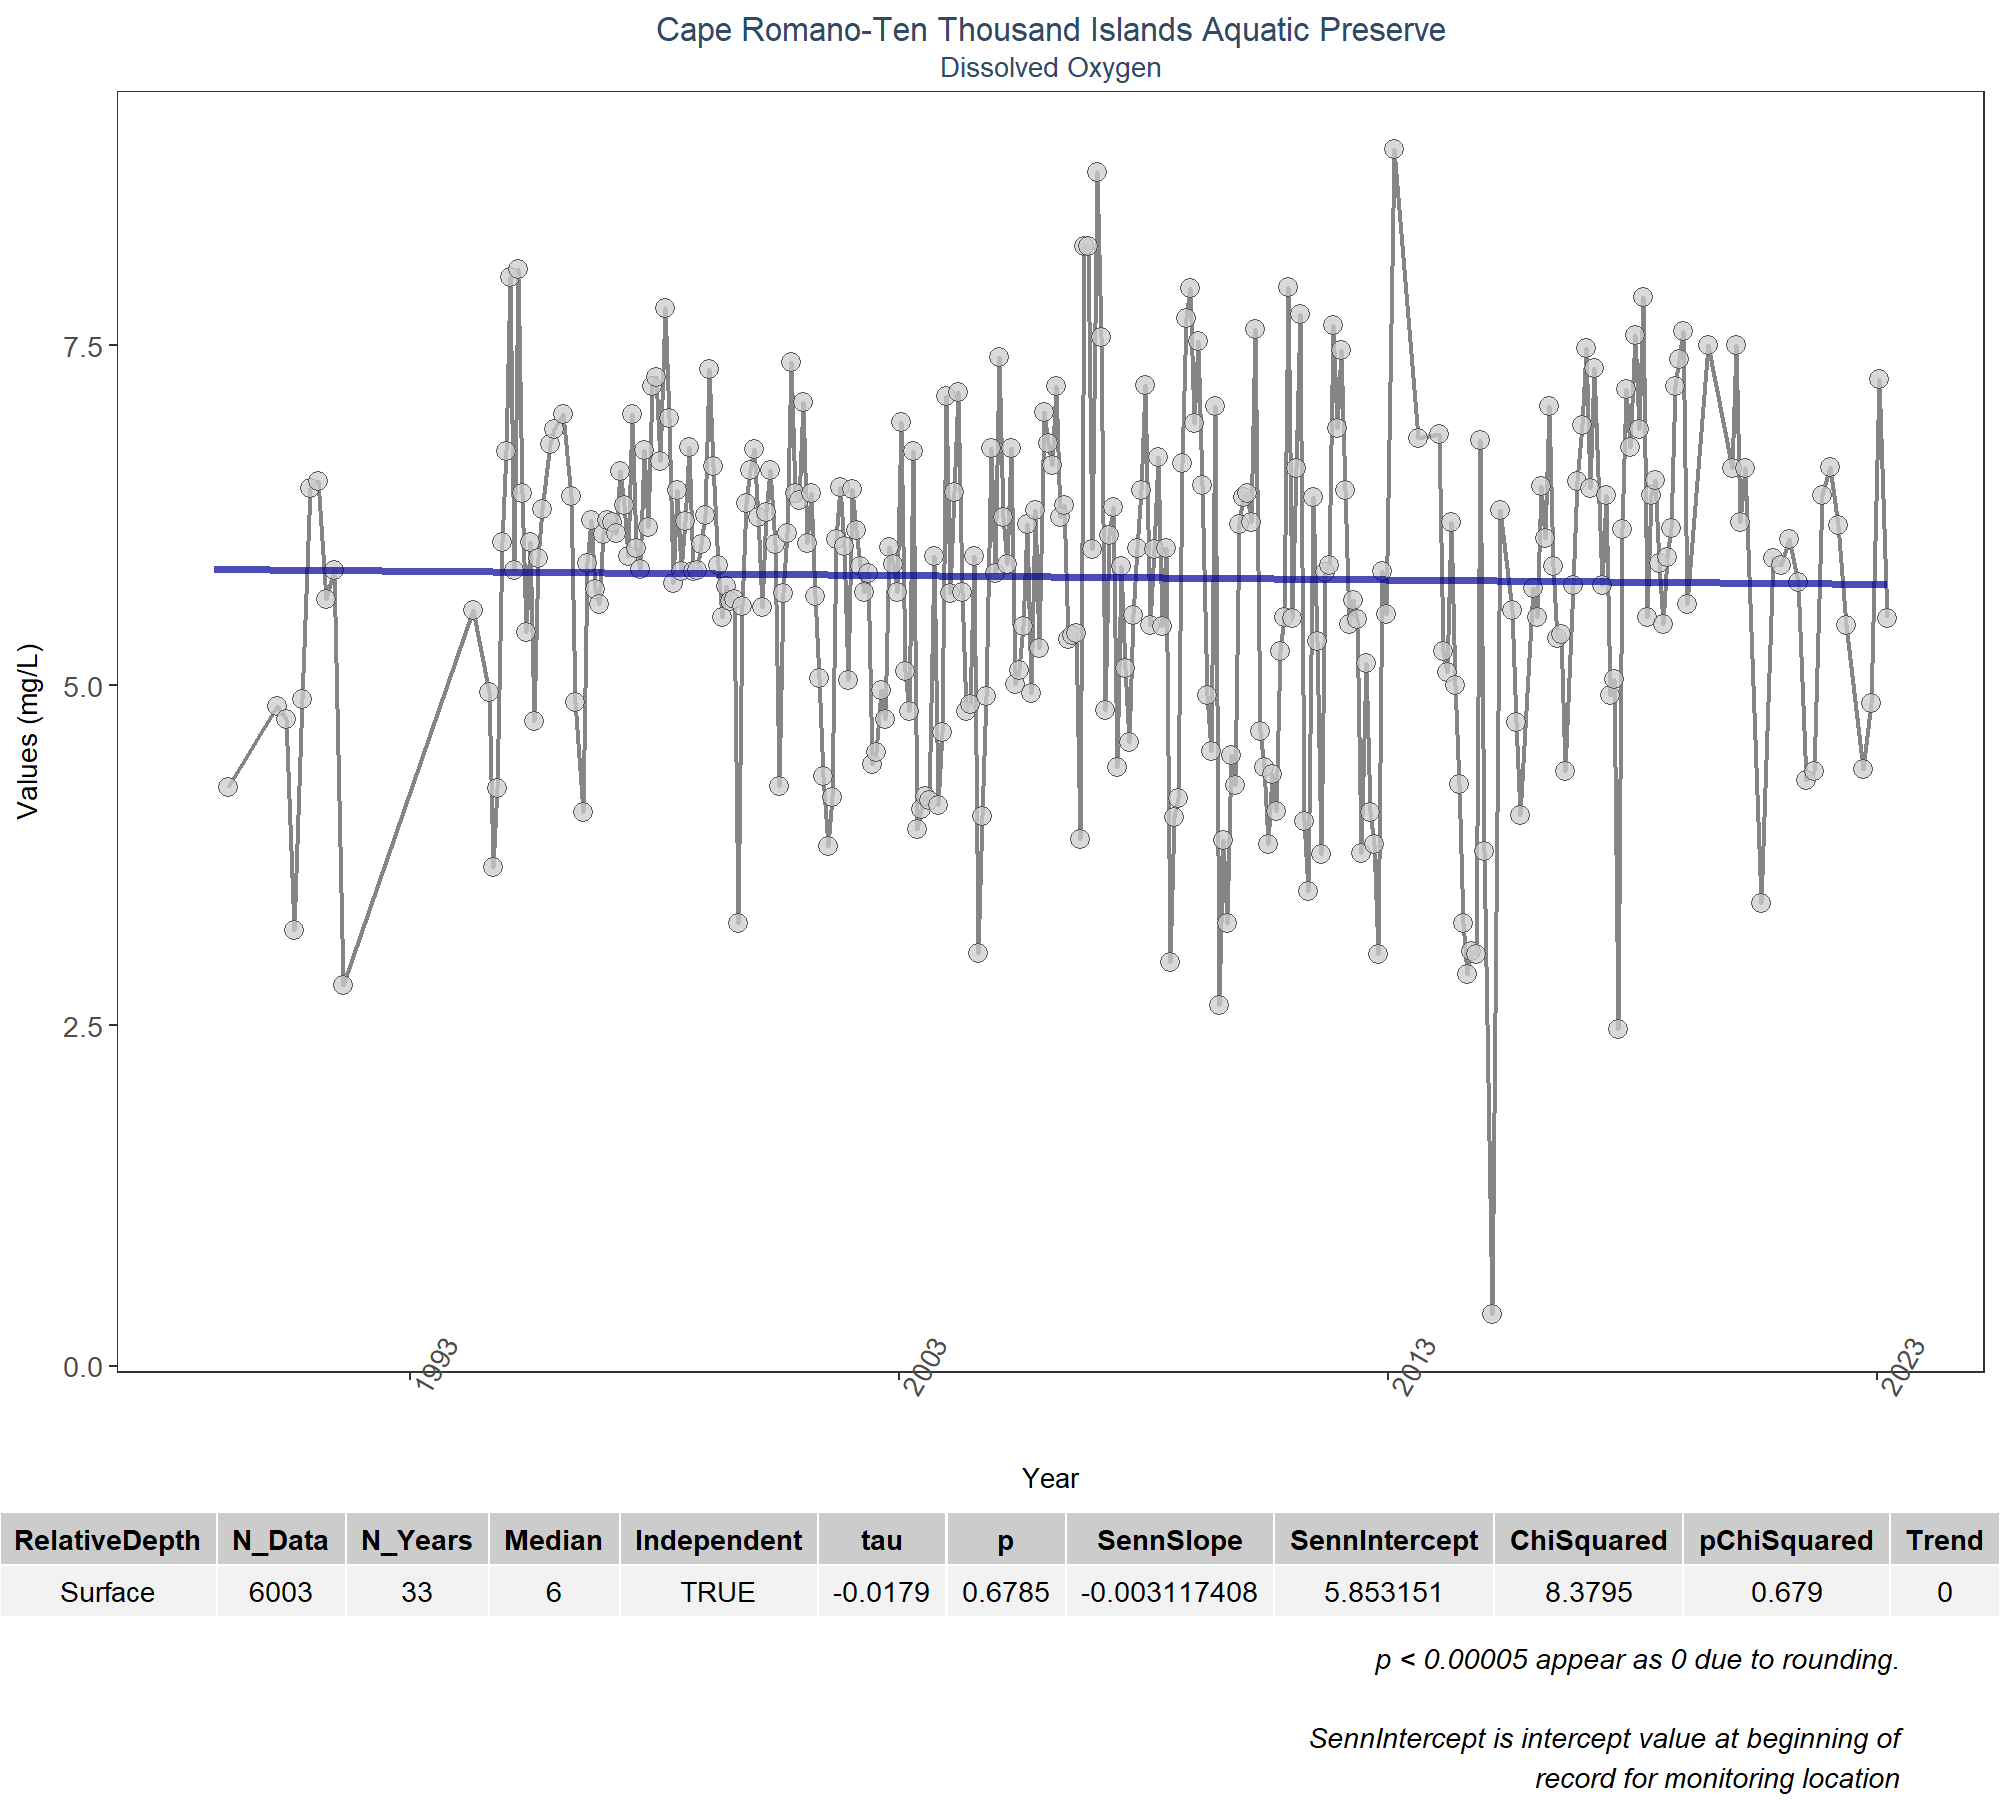 Cape Romano-Ten Thousand Islands Aquatic Preserve
Dissolved Oxygen
Values (mg/L)
7.5
5.0
2.5
0.0
1993
2003
2013
2023
Year
RelativeDepth N_Data N_Years Median Independent tau p SennSlope SennIntercept ChiSquared pChiSquared Trend
Surface 6003 33 6 TRUE -0.0179 0.6785 -0.003117408 5.853151 8.3795 0.679 0
p < 0.00005 appear as 0 due to rounding.
SennIntercept is intercept value at beginning of
record for monitoring location